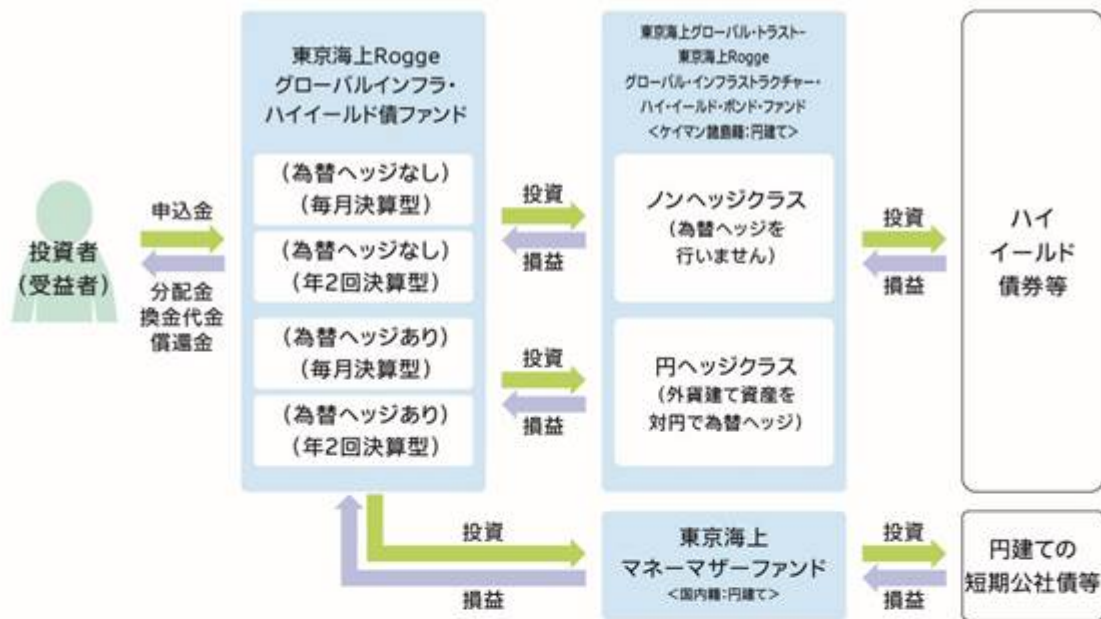 投資者
(受益者)
申込金
分配金
換金代金
償還金
東京海上Rogge
グローバルインフラ・
ハイイールド債ファンド
(為替ヘッジなし)
(毎月決算型)
(為替ヘッジなし)
(年2回決算型)
(為替ヘッジあり)
(毎月決算型)
(為替ヘッジあり)
(年2回決算型)
投資
損益
投資
損益
東京海上グローバル・トラスト-
東京海上Rogge
グローバル・インフラストラクチャー・
ハイ・イールド・ボンド・ファンド
<ケイマン諸島籍:円建て>
ノンヘッジクラス
(為替ヘッジを
行いません)
円ヘッジクラス
(外貨建て資産を
対円で為替ヘッジ)
投資
損益
ハイ
イールド
債券等
投資
損益
東京海上
マネーマザーファンド
<国内籍:円建て>
投資
損益
円建ての
短期公社債等